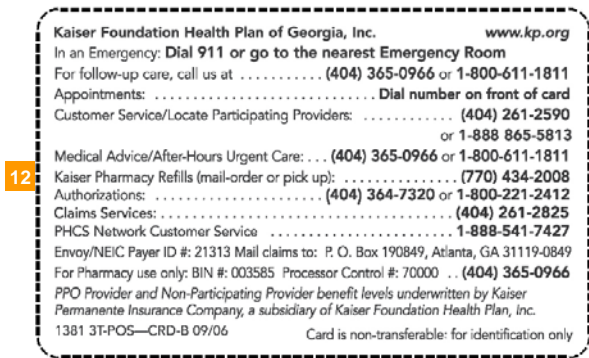 Kaiser Foundation Health Plan of Georgia, Inc. www.kp.org
In an Emergency: Dial 911 or go to the nearest Emergency Room
For follow-up care, call us at ........... (404) 365-0966 or 1-800-611-1811
Appointments: ............................ Dial number on front of card
Customer Service/Locate Participating Providers: ............ (404) 261-2590
or 1-888 865-5813
12
Medical Advice/After-Hours Urgent Care: ... (404) 365-0966 or 1-800-611-1811
Kaiser Pharmacy Refills (mail-order or pick up): ............... (770) 434-2008
Authorizations: ..................... (404) 364-7320 or 1-800-221-2412
Claims Services: ..................................... (404) 261-2825
PHCS Network Customer Service ....................... 1-888-541-7427
Envoy/NEIC Payer ID #: 21313 Mail claims to: P. O. Box 190849, Atlanta, GA 31119-0849
For Pharmacy use only: BIN #: 003585 Processor Control #: 70000 .. (404) 365-0966
PPO Provider and Non-Participating Provider benefit levels underwritten by Kaiser
Permanente Insurance Company, a subsidiary of Kaiser Foundation Health Plan, Inc.
1381 3T-POS—CRD-B 09/06 Card is non-transferable: for identification only